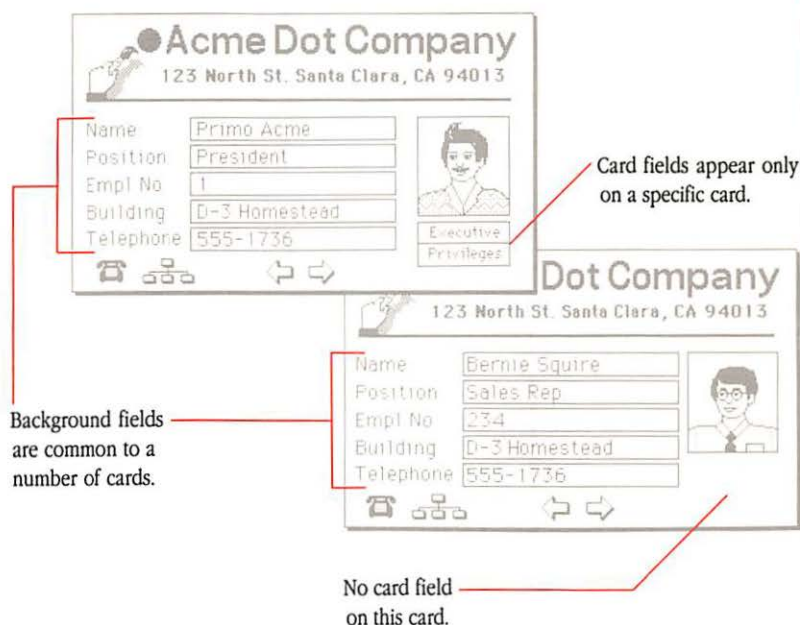 Acme Dot Company
123 North St. Santa Clara, CA 94013
Name Primo Acme
Position President
Empl No 1
Building D-3 Homestead
Telephone 555-1736
Executive
Privileges
Card fields appear only
on a specific card.
Dot Company
123 North St. Santa Clara, CA 94013
Name Bernie Squire
Position Sales Rep
Empl No 234
Building D-3 Homestead
Telephone 555-1736
Background fields
are common to a
number of cards.
No card field
on this card.